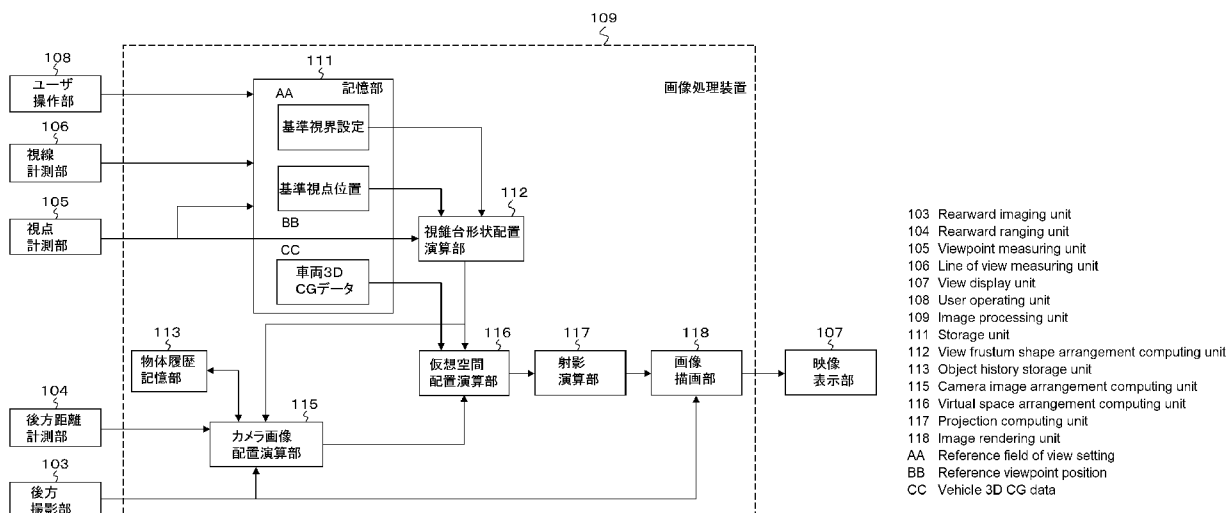 109
108
ユーザ
操作部
111
記憶部
画像処理装置
AA
基準視界設定
106
視線
計測部
基準視点位置
105
視点
計測部
BB
112
視錐台形状配置
演算部
CC
車両3D
CGデータ
113
物体履歴
記憶部
116
仮想空間
配置演算部
117
射影
演算部
118
画像
描画部
107
映像
表示部
104
後方距離
計測部
115
カメラ画像
配置演算部
103
後方
撮影部
103 Rearward imaging unit
104 Rearward ranging unit
105 Viewpoint measuring unit
106 Line of view measuring unit
107 View display unit
108 User operating unit
109 Image processing unit
111 Storage unit
112 View frustum shape arrangement computing unit
113 Object history storage unit
115 Camera image arrangement computing unit
116 Virtual space arrangement computing unit
117 Projection computing unit
118 Image rendering unit
AA Reference field of view setting
BB Reference viewpoint position
CC Vehicle 3D CG data